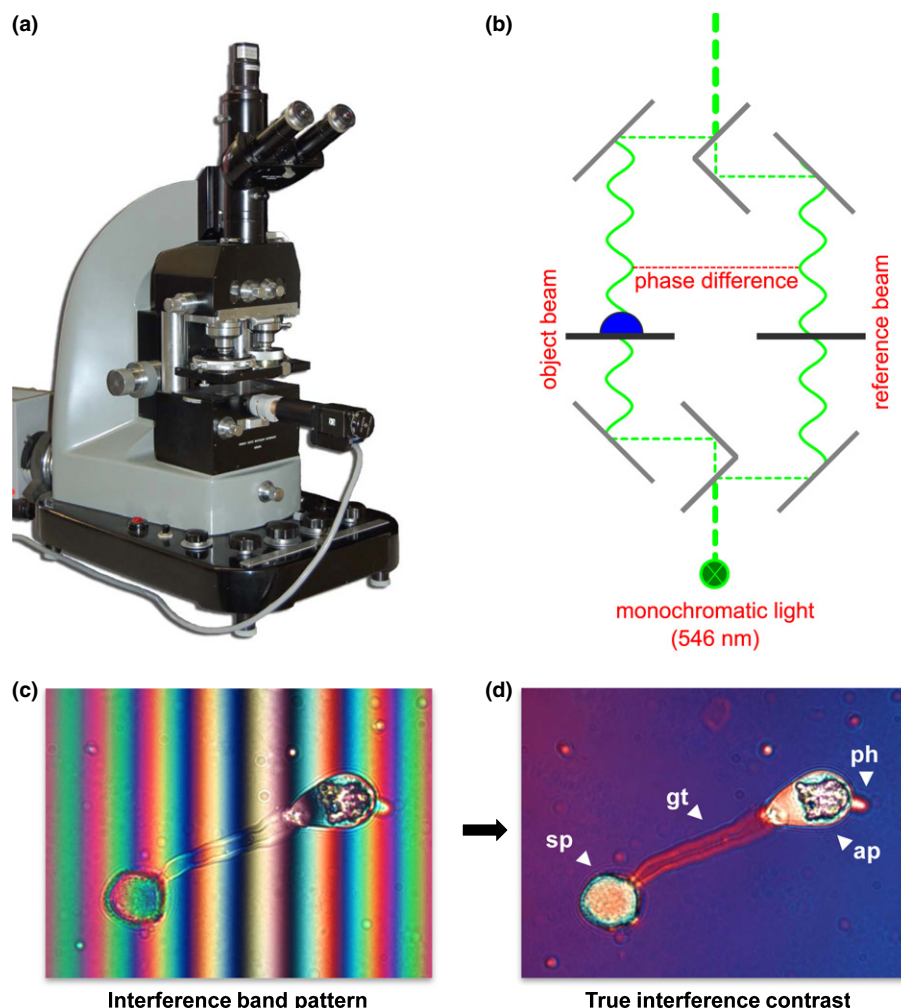 (a)
(b)
phase difference
object beam
reference beam
monochromatic light
(546 nm)
(c)
(d)
ph
gt
sp
ap
Interference band pattern
True interference contrast